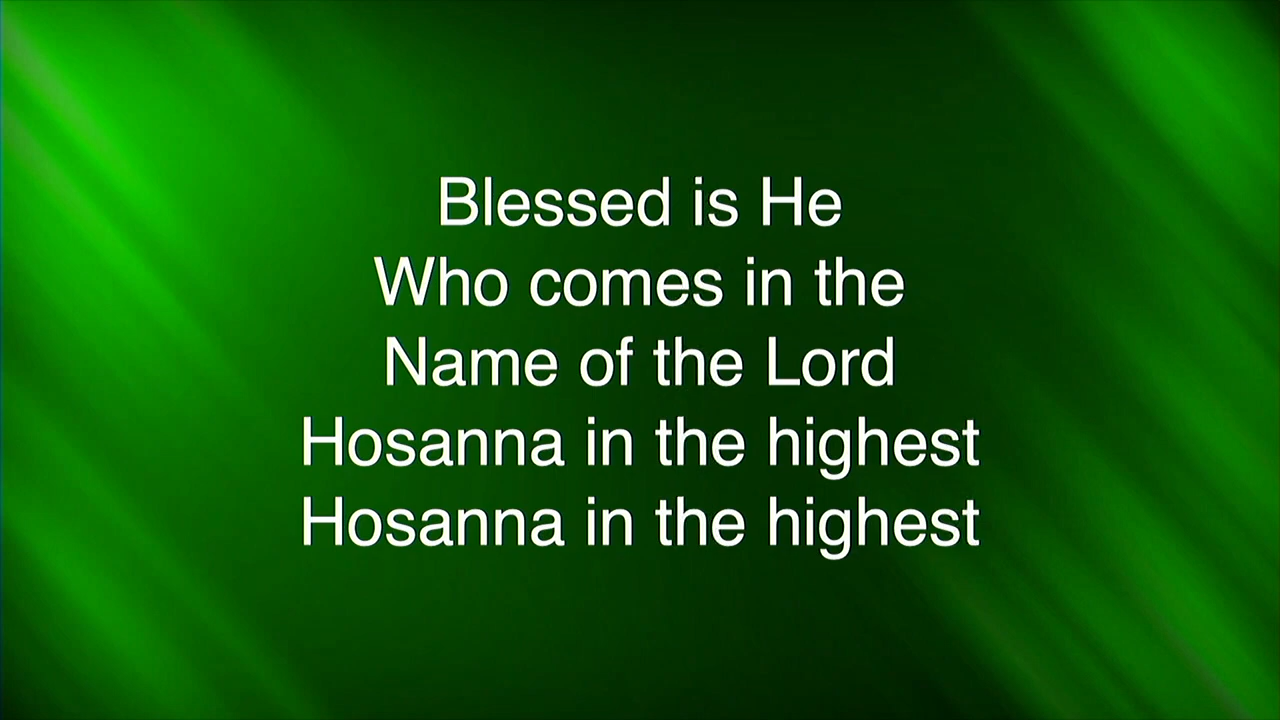 Blessed is He
Who comes in the
Name of the Lord
Hosanna in the highest
Hosanna in the highest